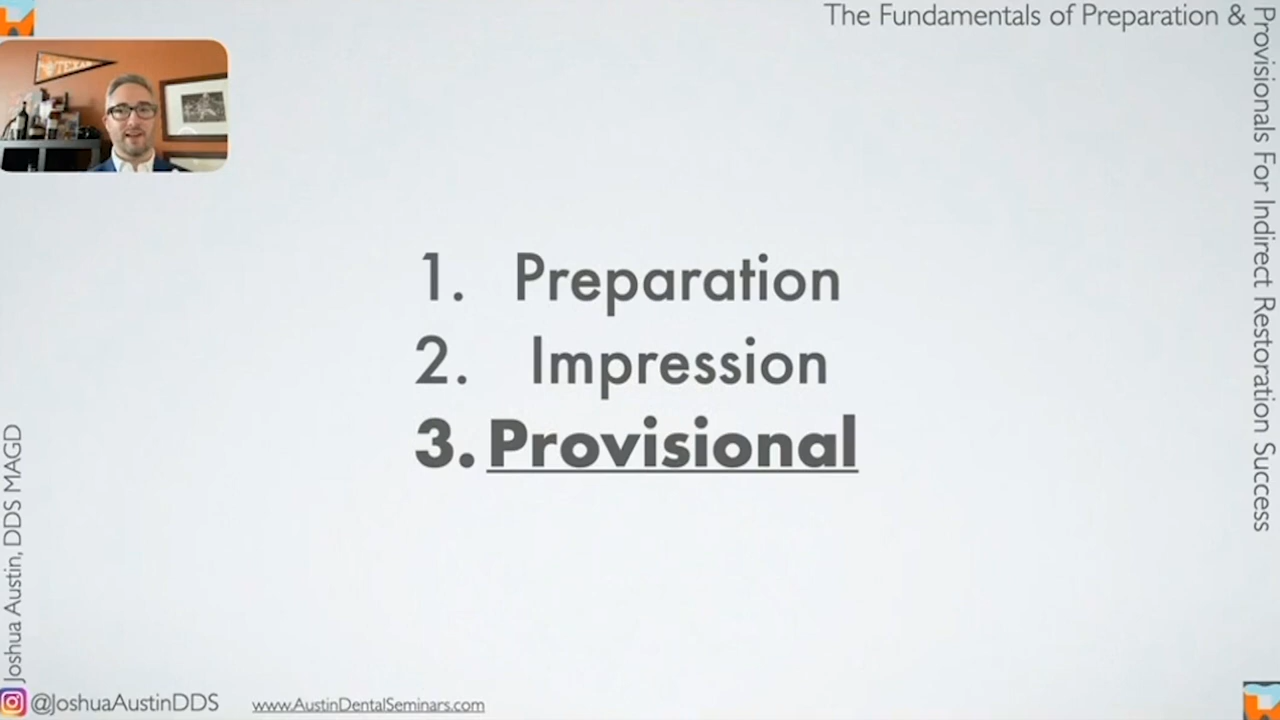 The Fundamentals of Preparation &
Provisionals For Indirect Restoration Success
TEXAS
1. Preparation
2. Impression
3. Provisional
Joshua Austin, DDS MAGD
@JoshuaAustinDDS
www.AustinDentalSeminars.com